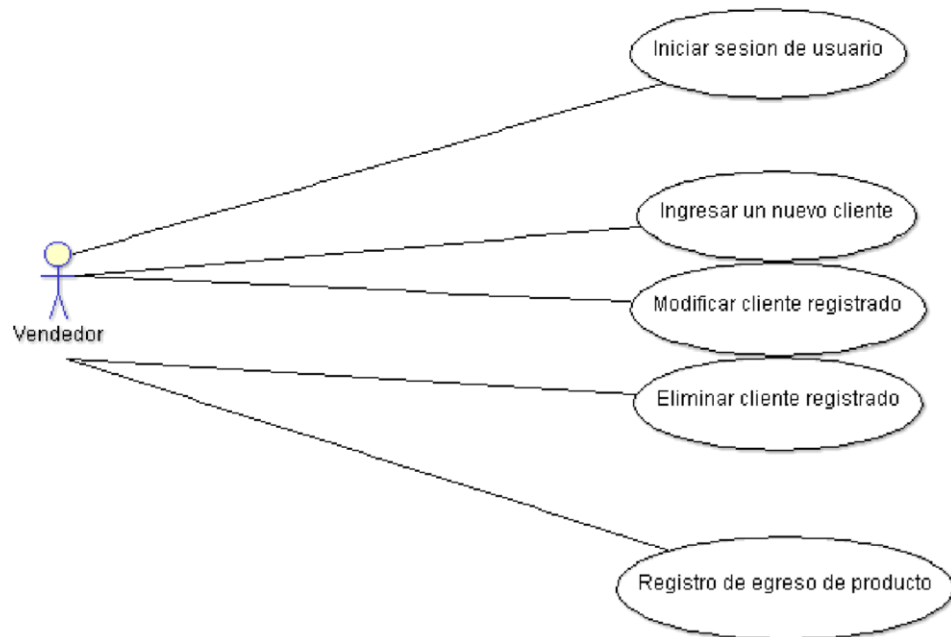 Iniciar sesion de usuario
Ingresar un nuevo cliente
Modificar cliente registrado
Vendedor
Eliminar cliente registrado
Registro de egreso de producto